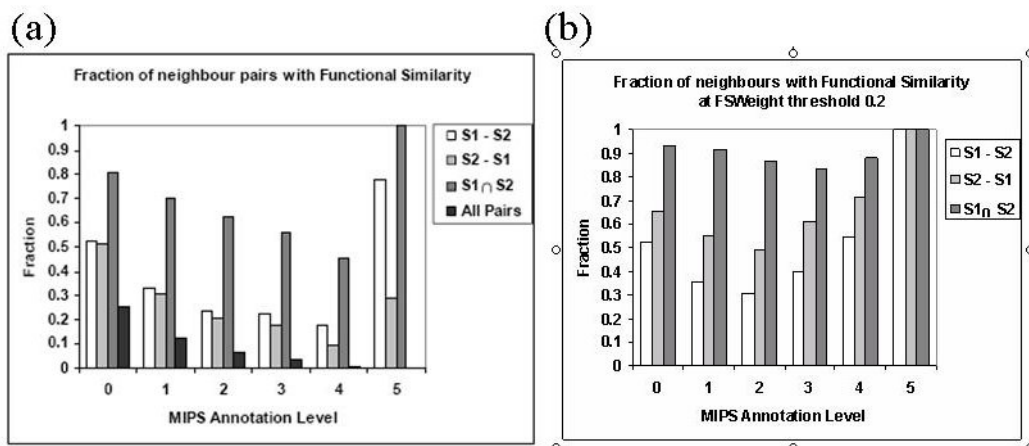 (a)
Fraction of neighbour pairs with Functional Similarity
1
0.9
0.8
0.7
0.6
0.5
0.4
0.3
0.2
0.1
0
Fraction
0 1 2 3 4 5
MIPS Annotation Level
S1 - S2
S2 - S1
S1 ∩ S2
All Pairs
(b)
Fraction of neighbours with Functional Similarity
at FSWeight threshold 0.2
1
0.9
0.8
0.7
0.6
0.5
0.4
0.3
0.2
0.1
0
Fraction
0 1 2 3 4 5
MIPS Annotation Level
S1 - S2
S2 - S1
S1∩ S2